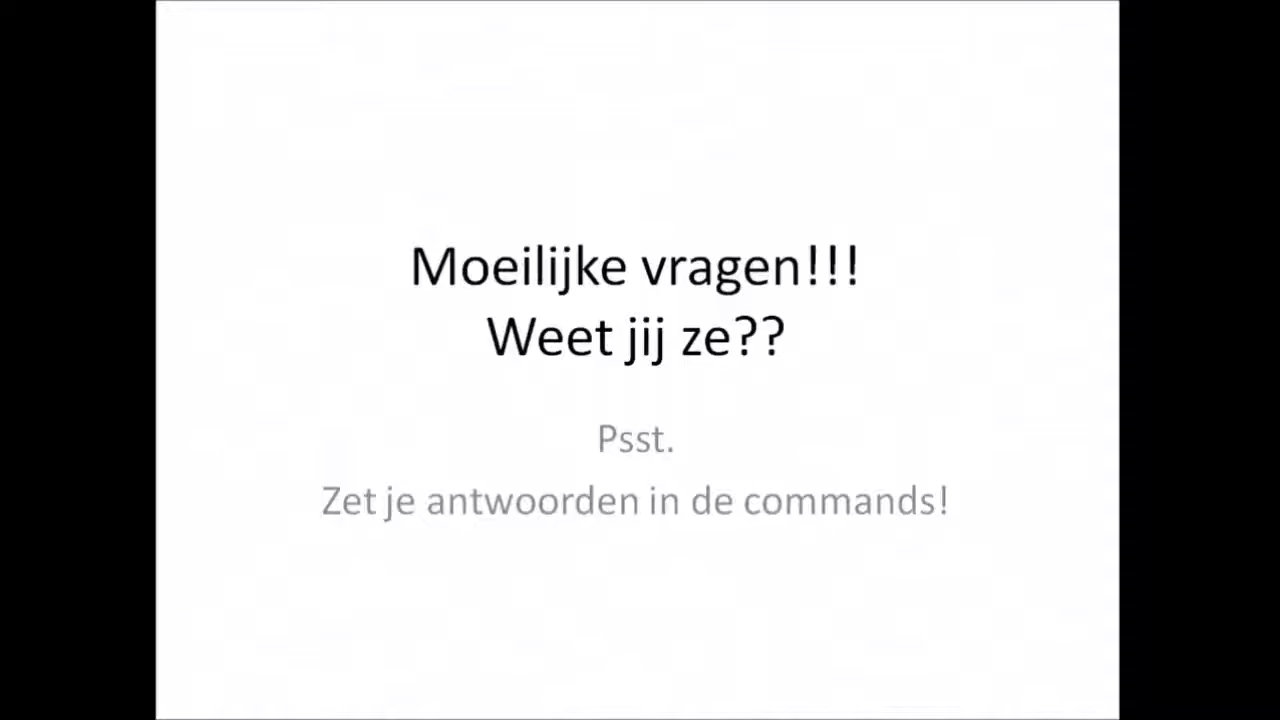 Moeilijke vragen!!!
Weet jij ze??
Psst.
Zet je antwoorden in de commands!